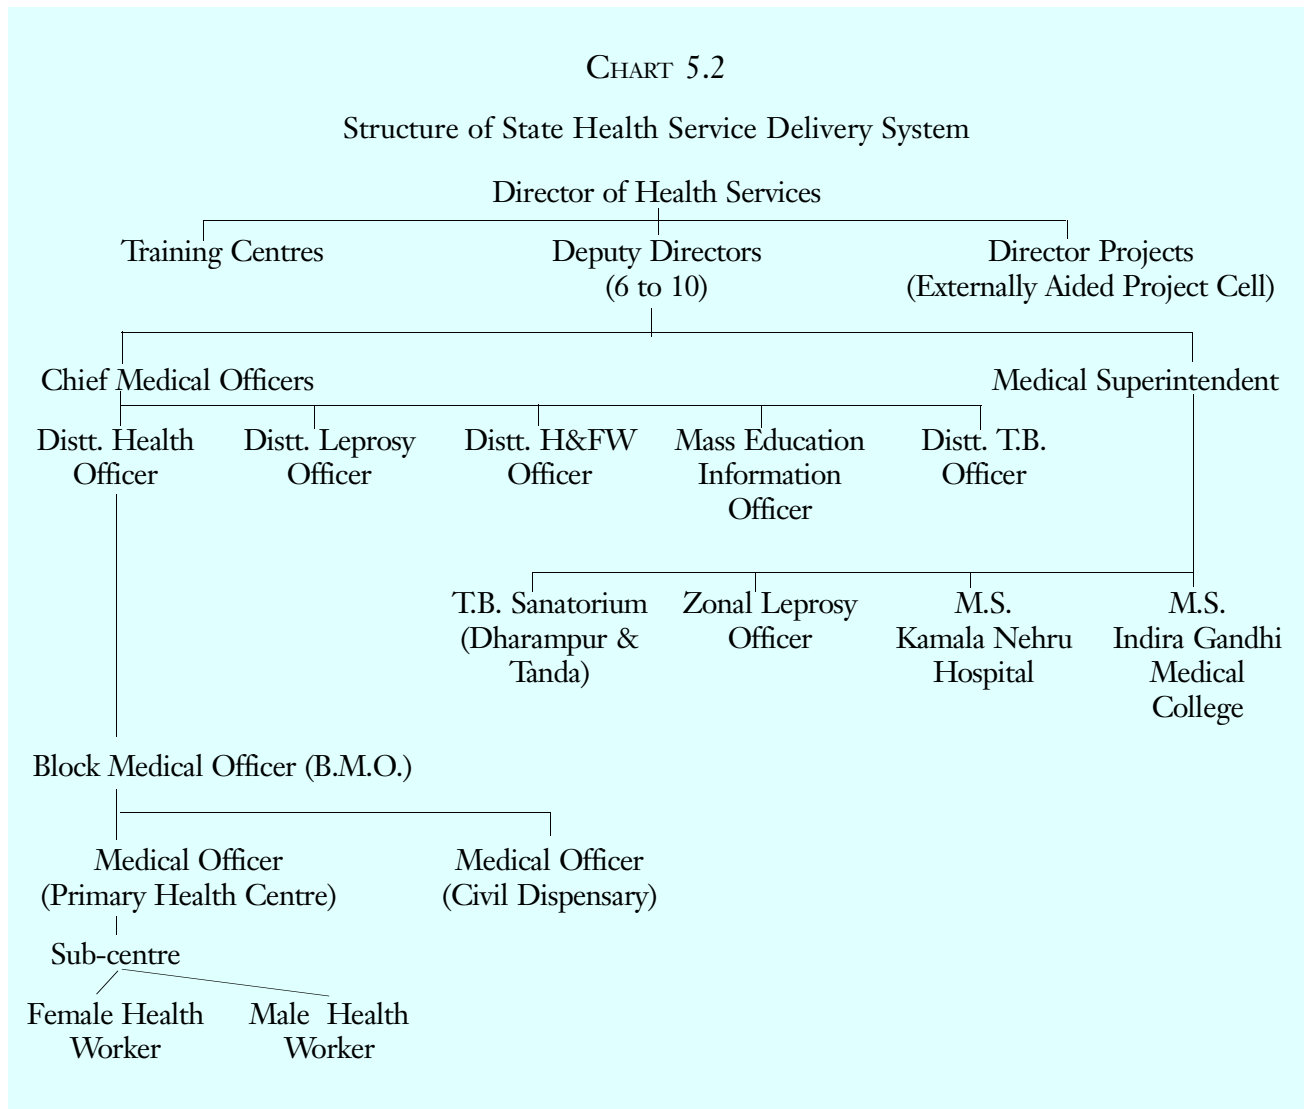 CHART 5.2
Structure of State Health Service Delivery System
Director of Health Services
Training Centres
Deputy Directors
(6 to 10)
Director Projects
(Externally Aided Project Cell)
Chief Medical Officers
Medical Superintendent
Distt. Health
Officer
Distt. Leprosy
Officer
Distt. H&FW
Officer
Mass Education
Information
Officer
Distt. T.B.
Officer
T.B. Sanatorium
(Dharampur &
Tanda)
Zonal Leprosy
Officer
M.S.
Kamala Nehru
Hospital
M.S.
Indira Gandhi
Medical
College
Block Medical Officer (B.M.O.)
Medical Officer
(Primary Health Centre)
Medical Officer
(Civil Dispensary)
Sub-centre
Female Health
Worker
Male Health
Worker